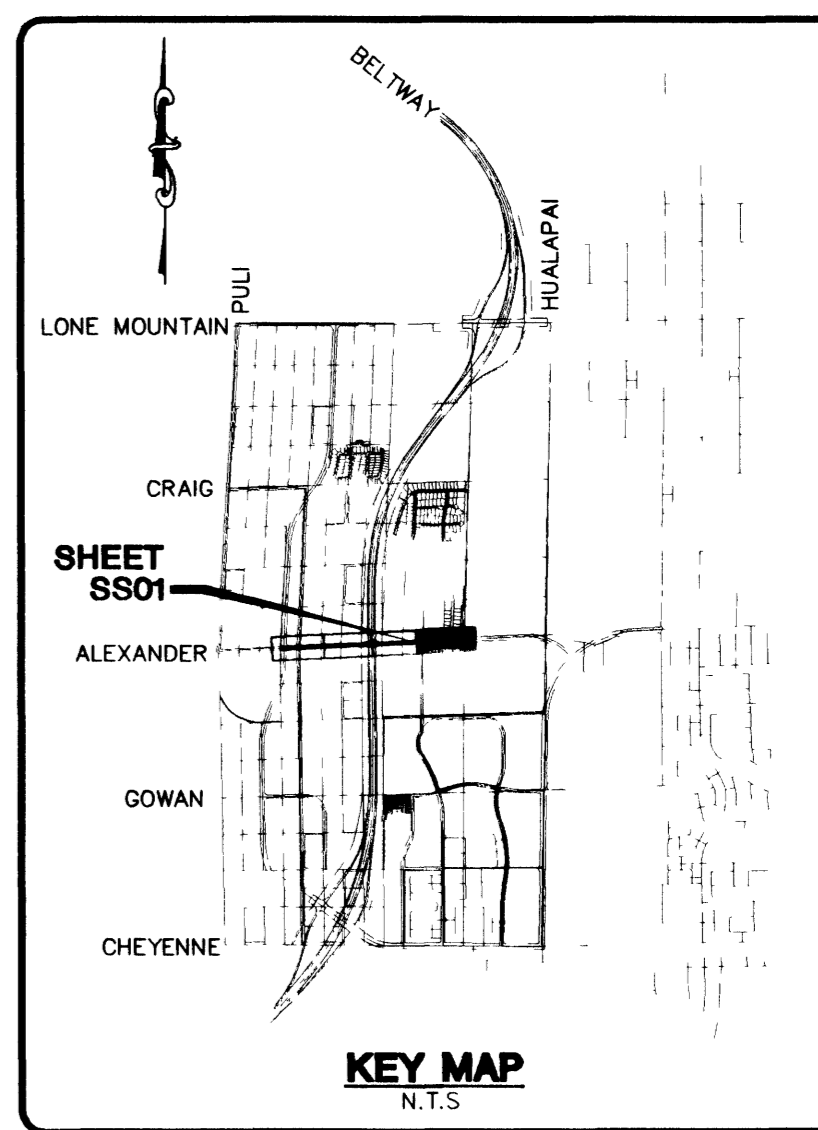 BELTWAY
HUALAPAI
PULI
LONE MOUNTAIN
CRAIG
SHEET
SS01
ALEXANDER
GOWAN
CHEYENNE
KEY MAP
N.T.S